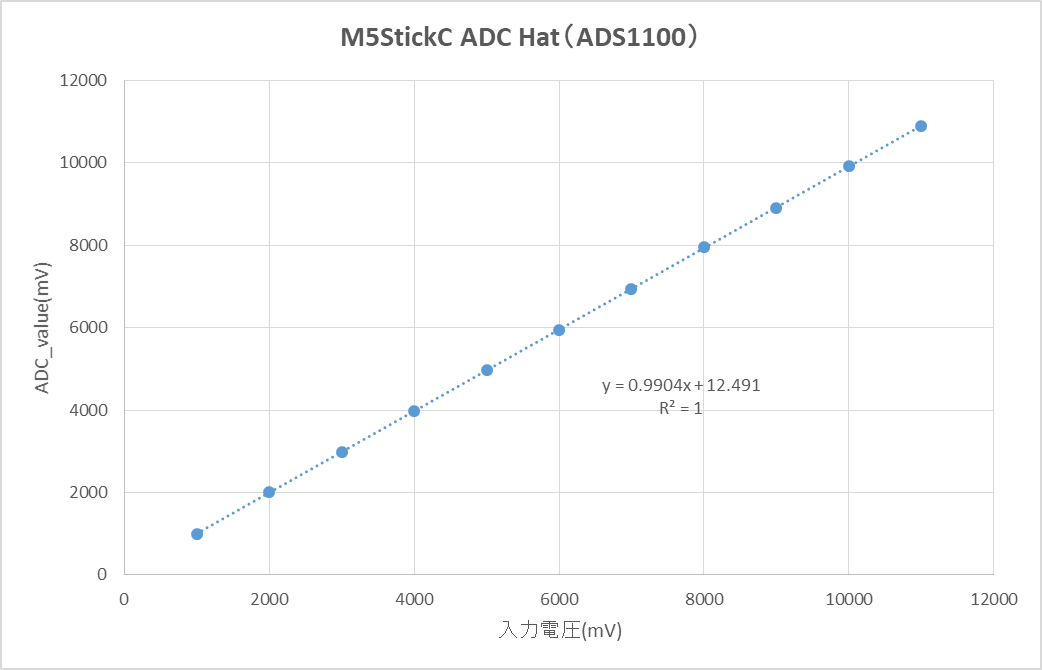 M5StickC ADC Hat（ADS1100）
12000
10000
8000
6000
4000
2000
0
ADC_value(mV)
y = 0.9904x + 12.491
R² = 1
0 2000 4000 6000 8000 10000 12000
入力電圧(mV)